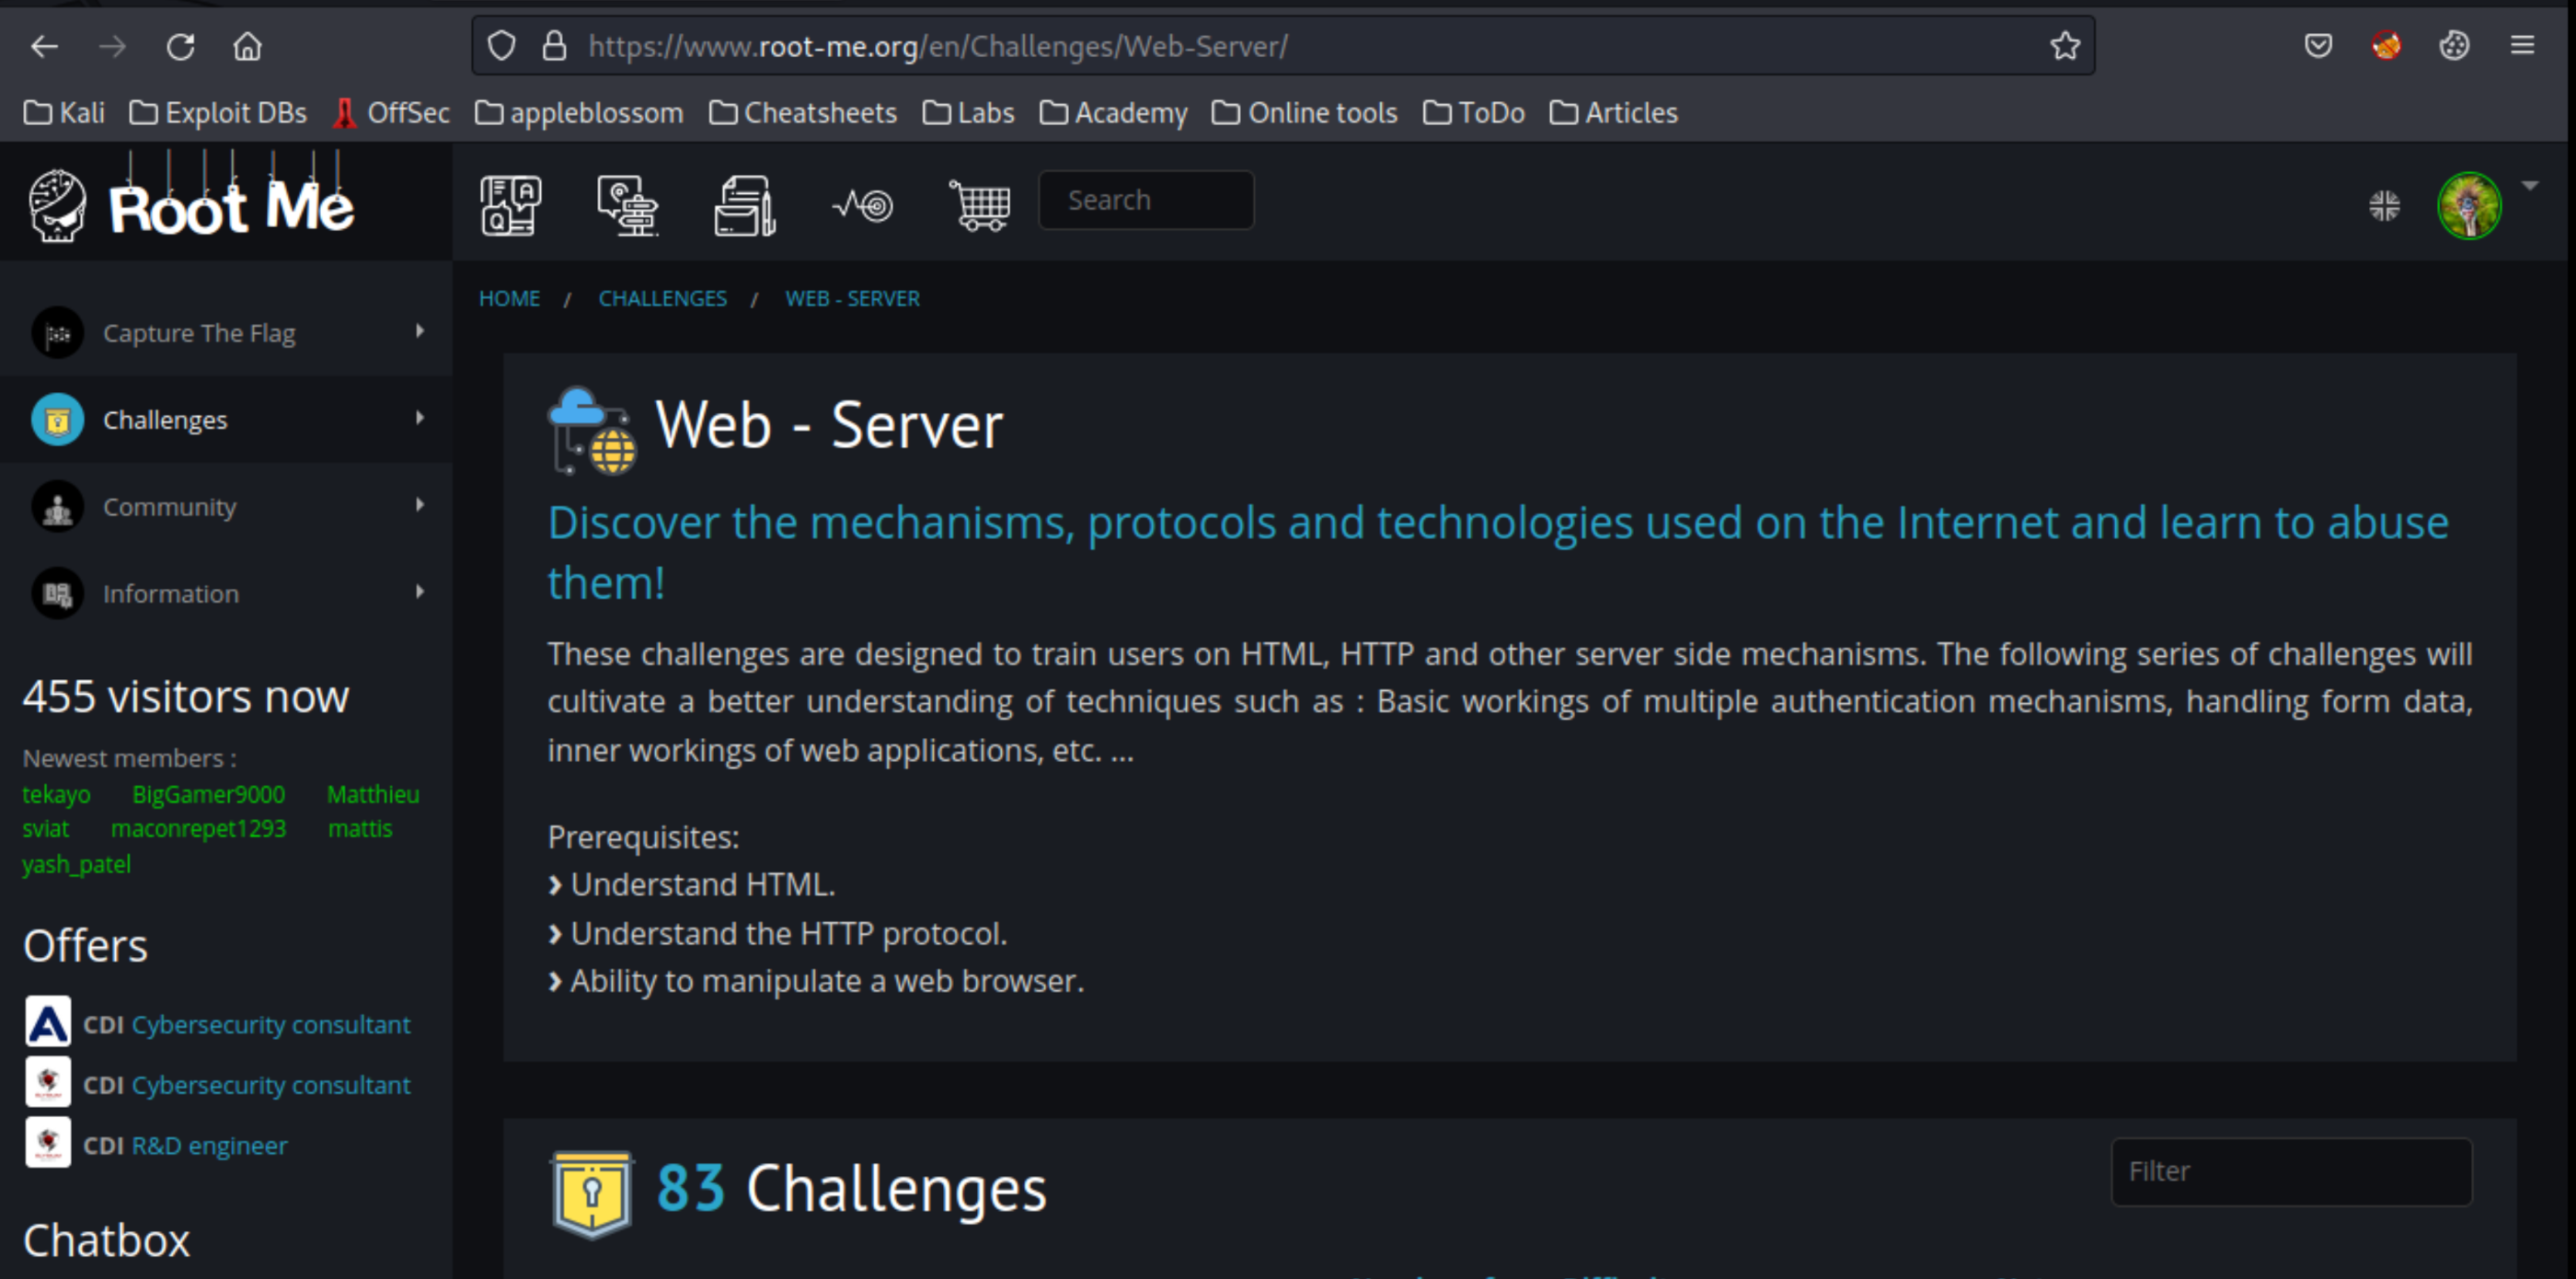 https://www.root-me.org/en/Challenges/Web-Server/
Kali Exploit DBs OffSec appleblossom Cheatsheets Labs Academy Online tools ToDo Articles
Root Me
Search
HOME / CHALLENGES / WEB - SERVER
Capture The Flag
Challenges
Community
Information
455 visitors now
Newest members :
tekayo BigGamer9000 Matthieu
sviat maconrepet1293 mattis
yash_patel
Offers
CDI Cybersecurity consultant
CDI Cybersecurity consultant
CDI R&D engineer
Chatbox
Web - Server
Discover the mechanisms, protocols and technologies used on the Internet and learn to abuse
them!
These challenges are designed to train users on HTML, HTTP and other server side mechanisms. The following series of challenges will
cultivate a better understanding of techniques such as : Basic workings of multiple authentication mechanisms, handling form data,
inner workings of web applications, etc. ...
Prerequisites:
› Understand HTML.
› Understand the HTTP protocol.
› Ability to manipulate a web browser.
83 Challenges
Filter